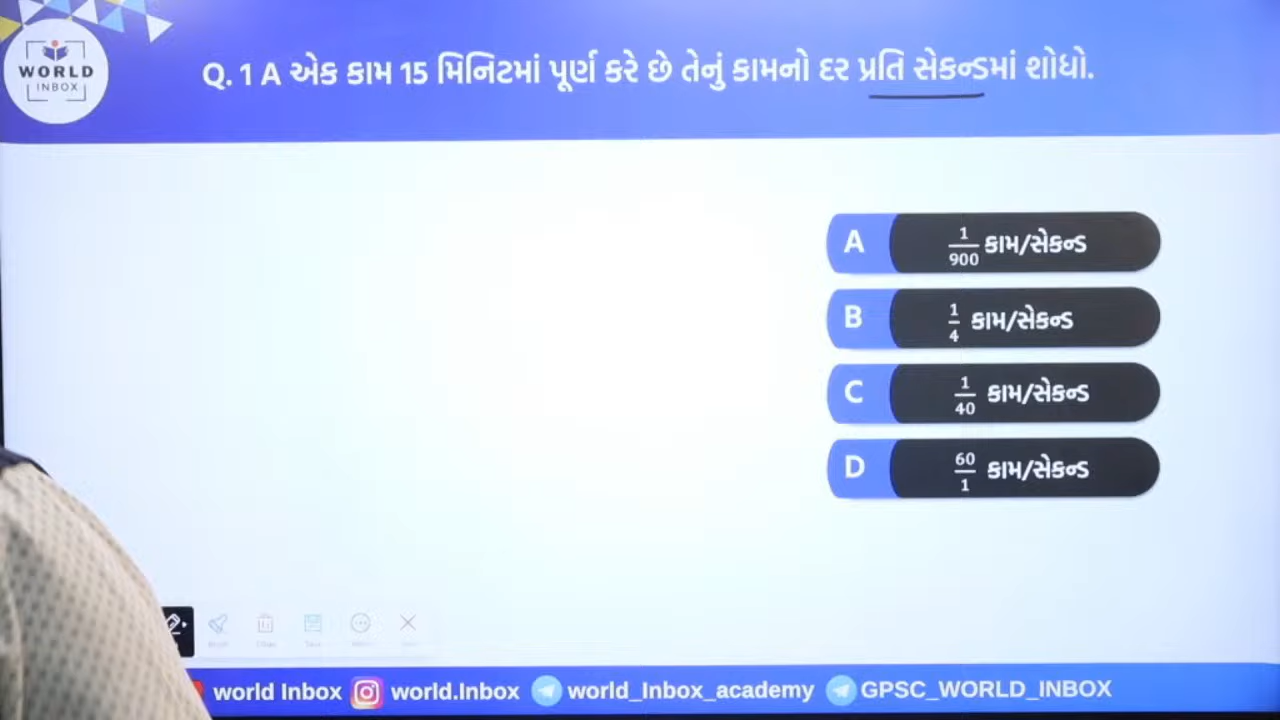 WORLD
INBOX
Q. 1 A એક કામ 15 મિનિટમાં પૂર્ણ કરે છે તેનું કામનો દર પ્રતિ સેકન્ડમાં શોધો.
A 1/900 કામ/સેકન્ડ
B 1/4 કામ/સેકન્ડ
C 1/40 કામ/સેકન્ડ
D 60/1 કામ/સેકન્ડ
world Inbox world.Inbox world_Inbox_academy GPSC_WORLD_INBOX